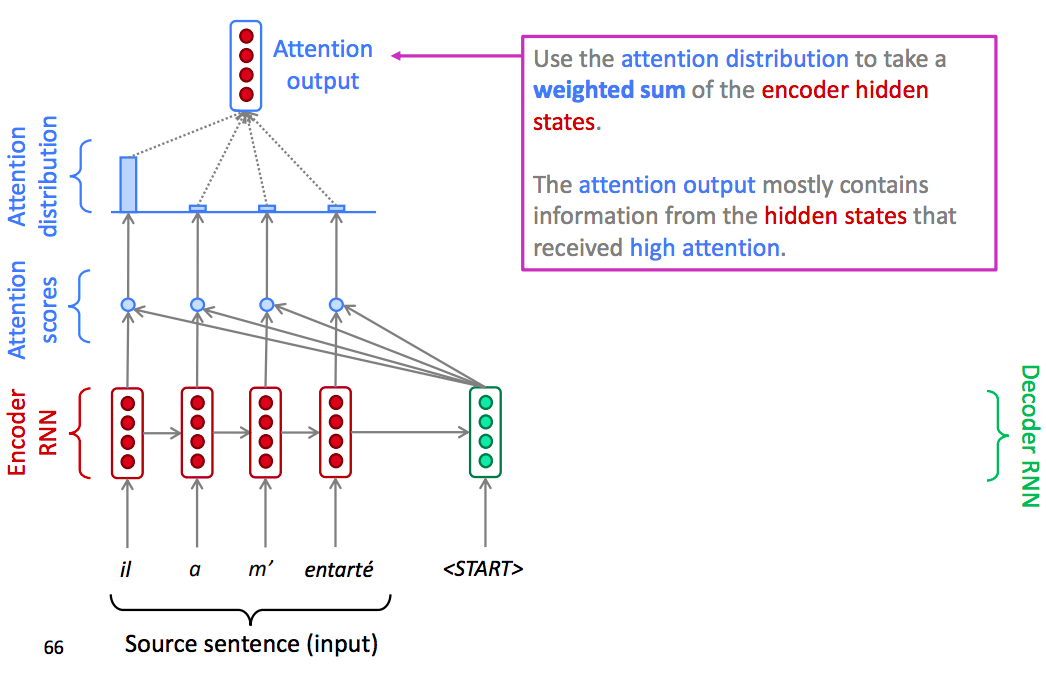 Attention
output
Use the attention distribution to take a
weighted sum of the encoder hidden
states.
The attention output mostly contains
information from the hidden states that
received high attention.
Attention
distribution
Attention
scores
Encoder
RNN
Decoder RNN
il a m’ entarté <START>
Source sentence (input)
66